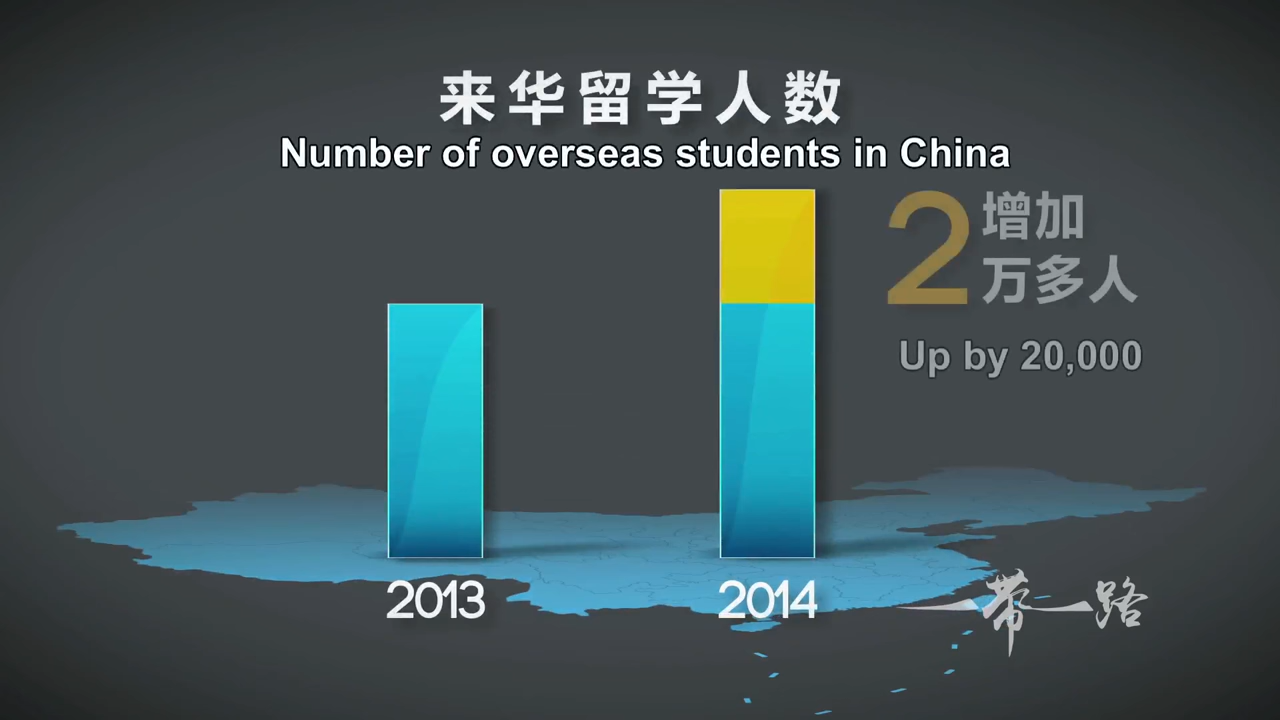 来华留学人数
Number of overseas students in China
2 增加
万多人
Up by 20,000
2013
2014
一带一路